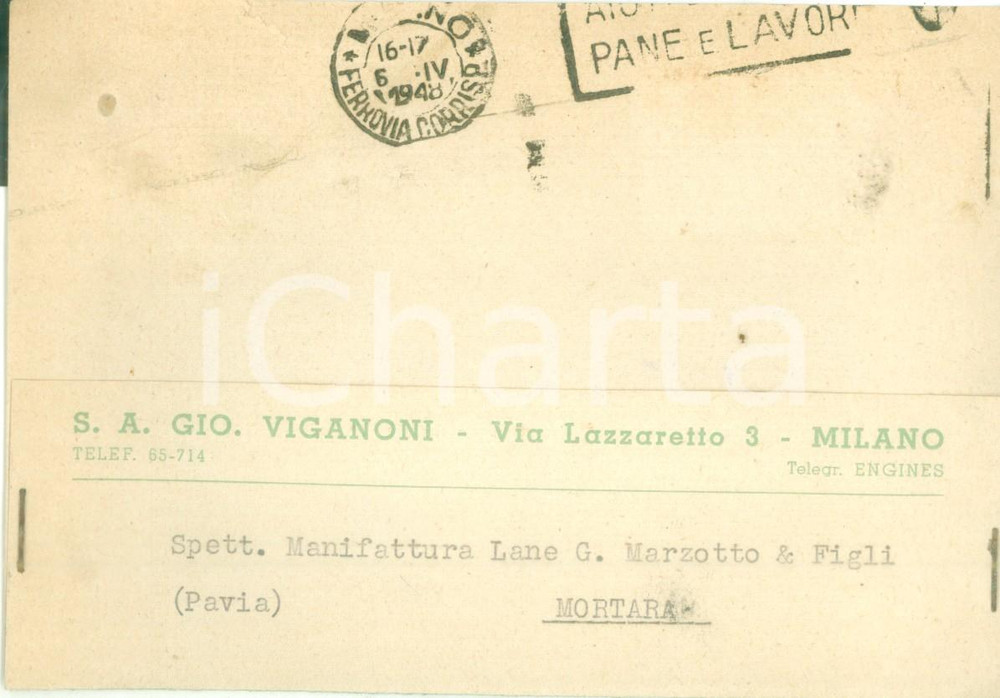 16-17
6 IV
1948
FERROVIA CORRISP.
PANE E LAVOR
iCharta
S. A. GIO. VIGANONI - Via Lazzaretto 3 - MILANO
TELEF. 65-714
Telegr. ENGINES
Spett. Manifattura Lane G. Marzotto & Figli
(Pavia) MORTARA